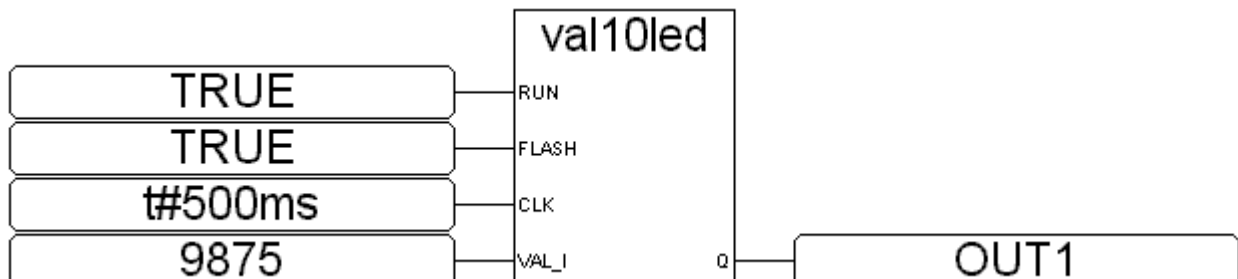 val10led
TRUE
RUN
TRUE
FLASH
t#500ms
CLK
9875
VAL_I
Q
OUT1